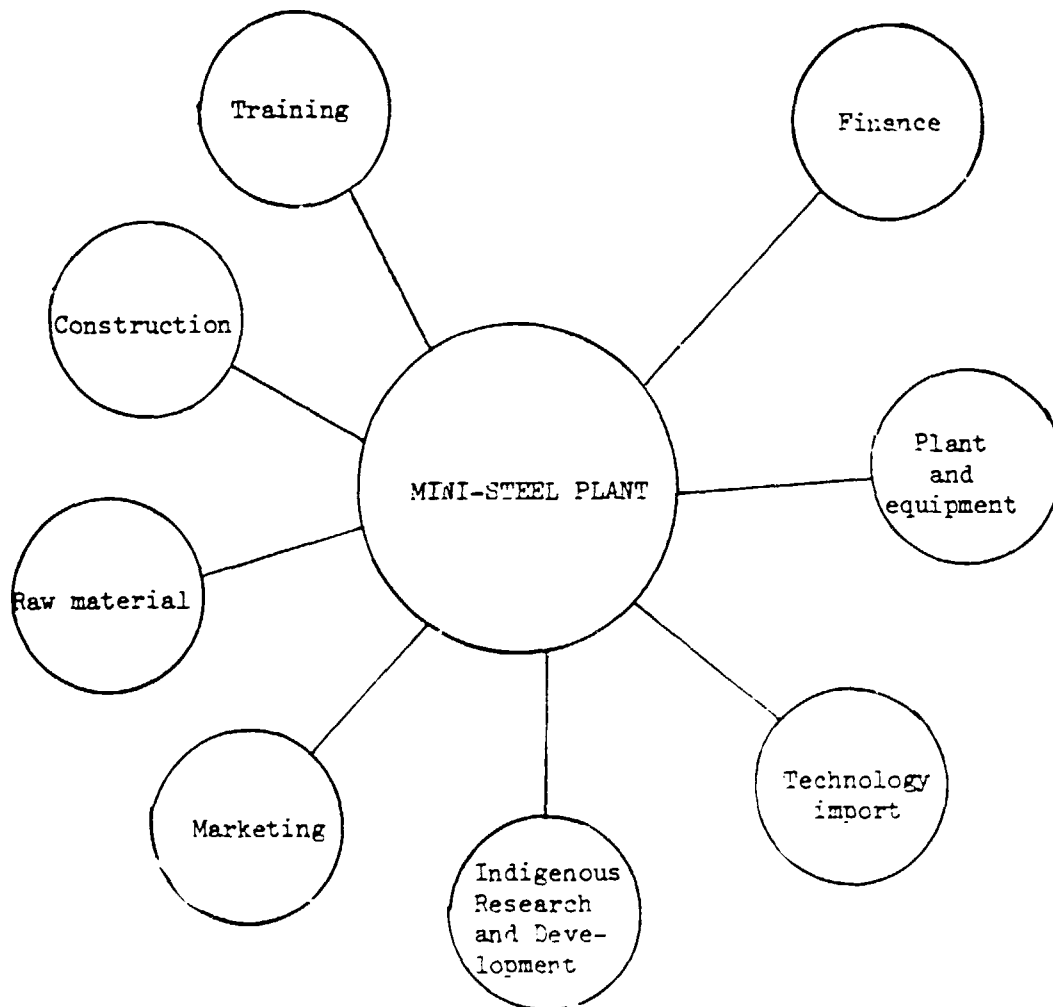 Training
Finance
Construction
Plant
and
equipment
MINI-STEEL PLANT
Raw material
Technology
import
Marketing
Indigenous
Research
and Deve-
lopment